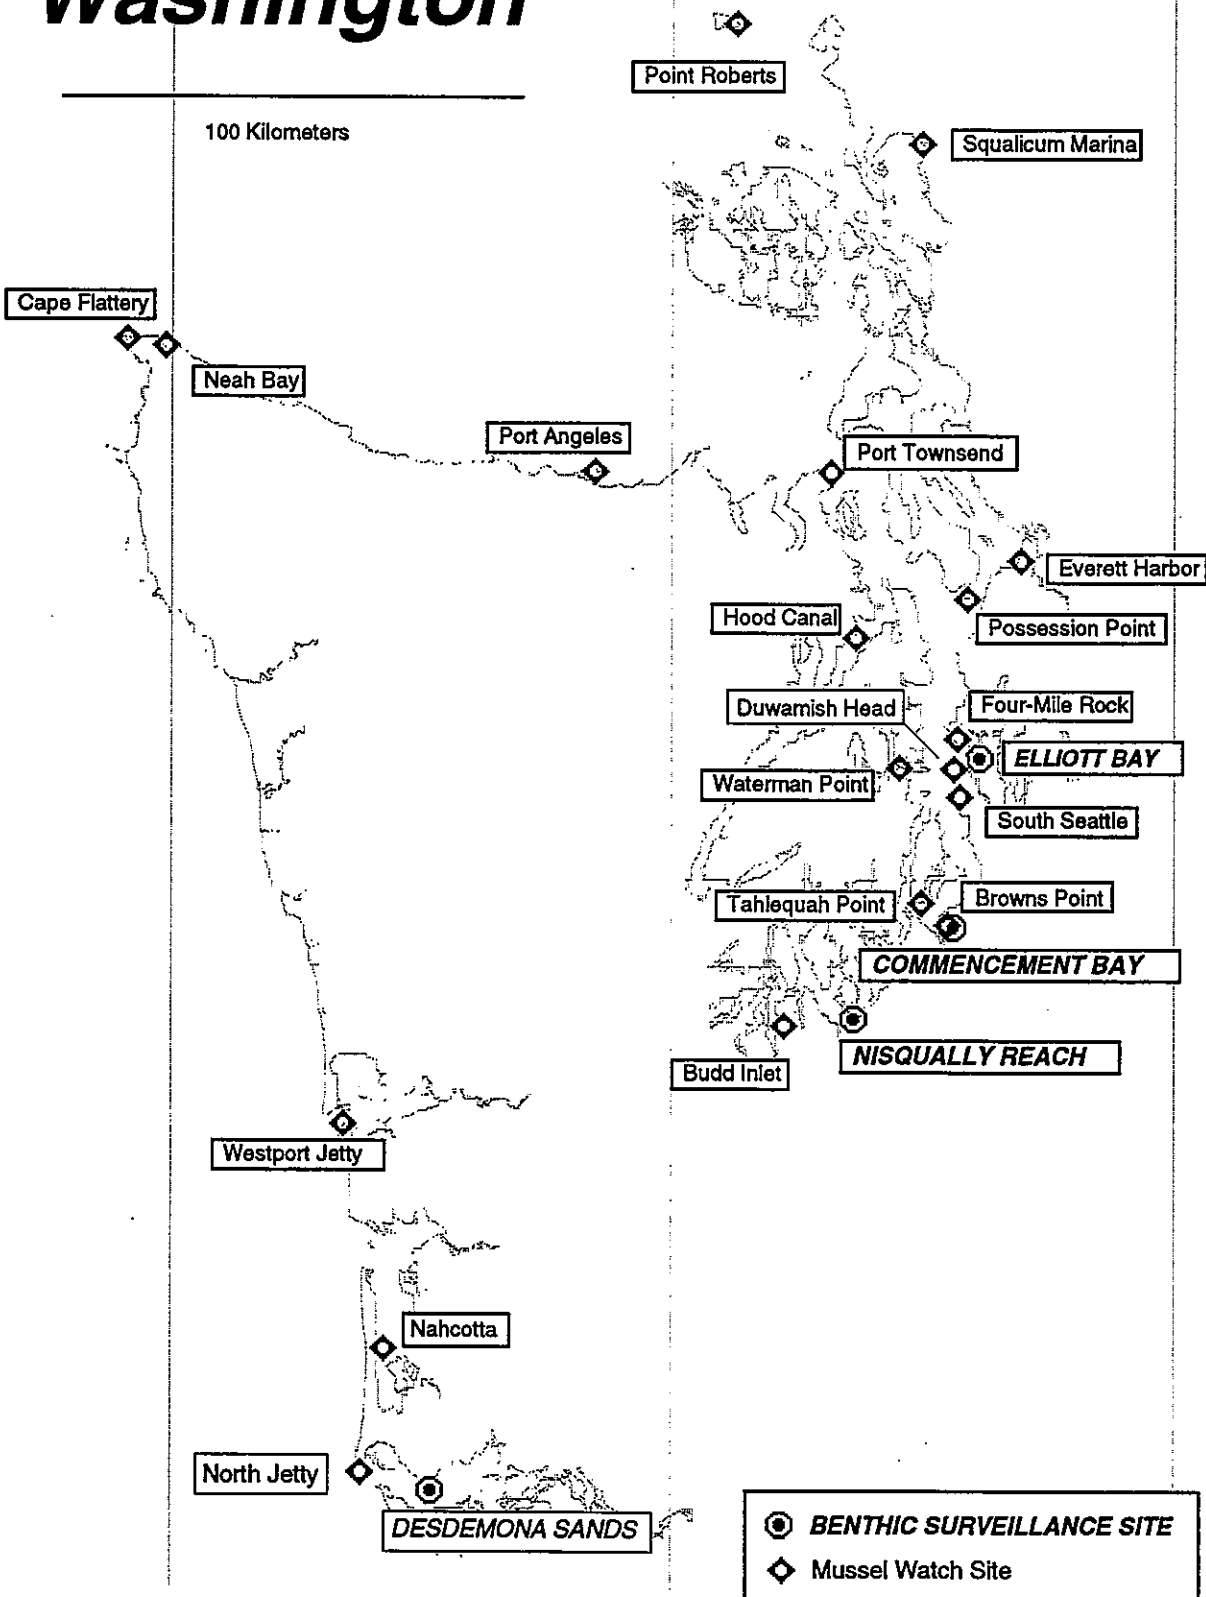 Washington
Point Roberts
100 Kilometers
Squalicum Marina
Cape Flattery
Neah Bay
Port Angeles
Port Townsend
Everett Harbor
Hood Canal
Possession Point
Duwamish Head
Four-Mile Rock
ELLIOTT BAY
Waterman Point
South Seattle
Tahlequah Point
Browns Point
COMMENCEMENT BAY
NISQUALLY REACH
Budd Inlet
Westport Jetty
Nahcotta
North Jetty
DESDEMONA SANDS
BENTHIC SURVEILLANCE SITE
Mussel Watch Site